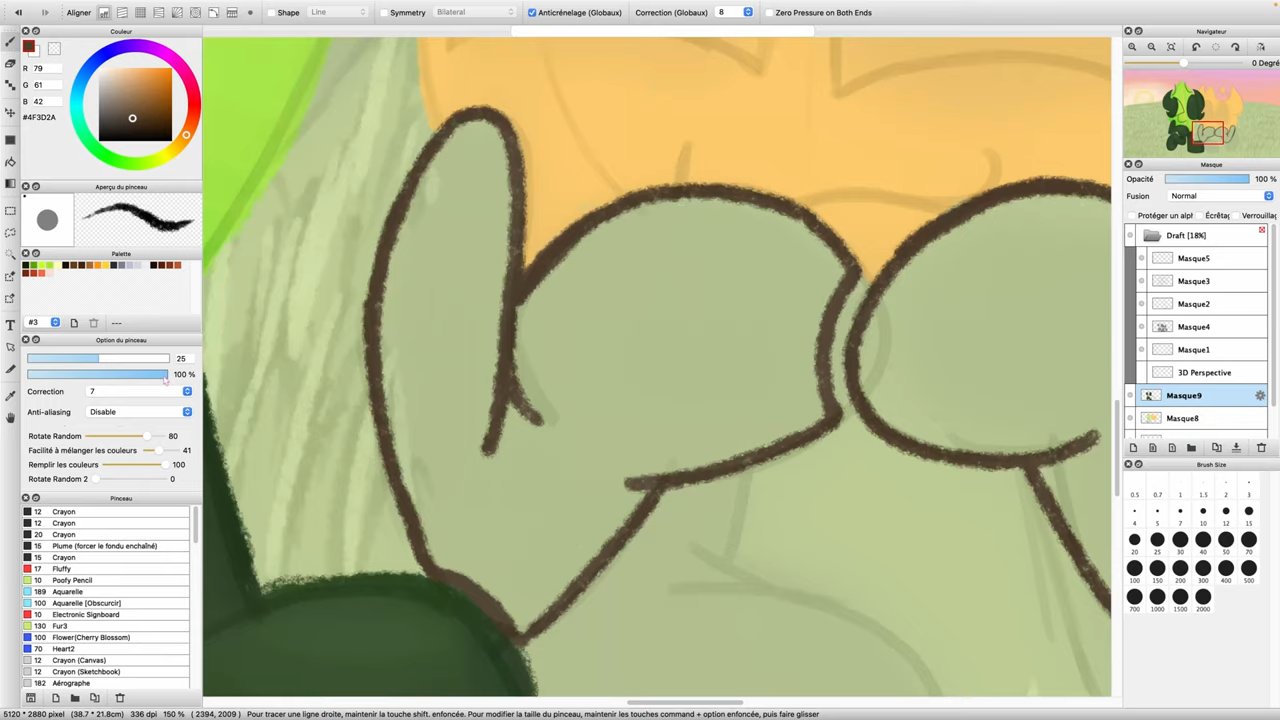 Aligner Shape Line Symmetry Bilateral Anticrénelage (Globaux) Correction (Globaux) 8 Zero Pressure on Both Ends
Couleur
R 79
G 61
B 42
#4F3D2A
Aperçu du pinceau
Palette
#3 ---
Option du pinceau
25
100 %
Correction 7
Anti-aliasing Disable
Rotate Random 80
Facilité à mélanger les couleurs 41
Remplir les couleurs 100
Rotate Random 2 0
Pinceau
12 Crayon
12 Crayon
20 Crayon
15 Plume (forcer le fondu enchaîné)
15 Crayon
17 Fluffy
10 Poofy Pencil
189 Aquarelle
100 Aquarelle [Obscurcir]
10 Electronic Signboard
130 Fur3
100 Flower(Cherry Blossom)
70 Heart2
12 Crayon (Canvas)
12 Crayon (Sketchbook)
182 Aérographe
Navigateur
0 Degré
Masque
Opacité 100 %
Fusion Normal
Protéger un alpl Écrêta Verrouilla
Draft [18%]
Masque5
Masque3
Masque2
Masque4
Masque1
3D Perspective
Masque9
Masque8
Brush Size
0.5 0.7 1 1.5 2 3
4 5 7 10 12 15
20 25 30 40 50 70
100 150 200 300 400 500
700 1000 1500 2000
5120 * 2880 pixel (38.7 * 21.8cm) 336 dpi 150 % ( 2394, 2009 ) Pour tracer une ligne droite, maintenir la touche shift. enfoncée. Pour modifier la taille du pinceau, maintenir les touches command + option enfoncée, puis faire glisser